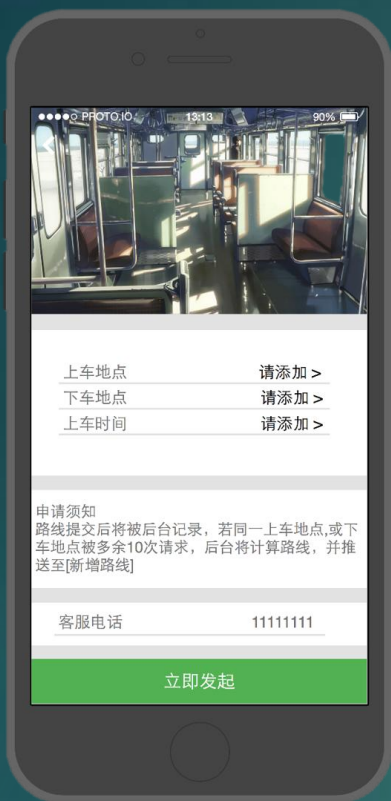 PROTO.IO 13:13 90%
上车地点 请添加 >
下车地点 请添加 >
上车时间 请添加 >
申请须知
路线提交后将被后台记录，若同一上车地点,或下
车地点被多余10次请求，后台将计算路线，并推
送至[新增路线]
客服电话 11111111
立即发起